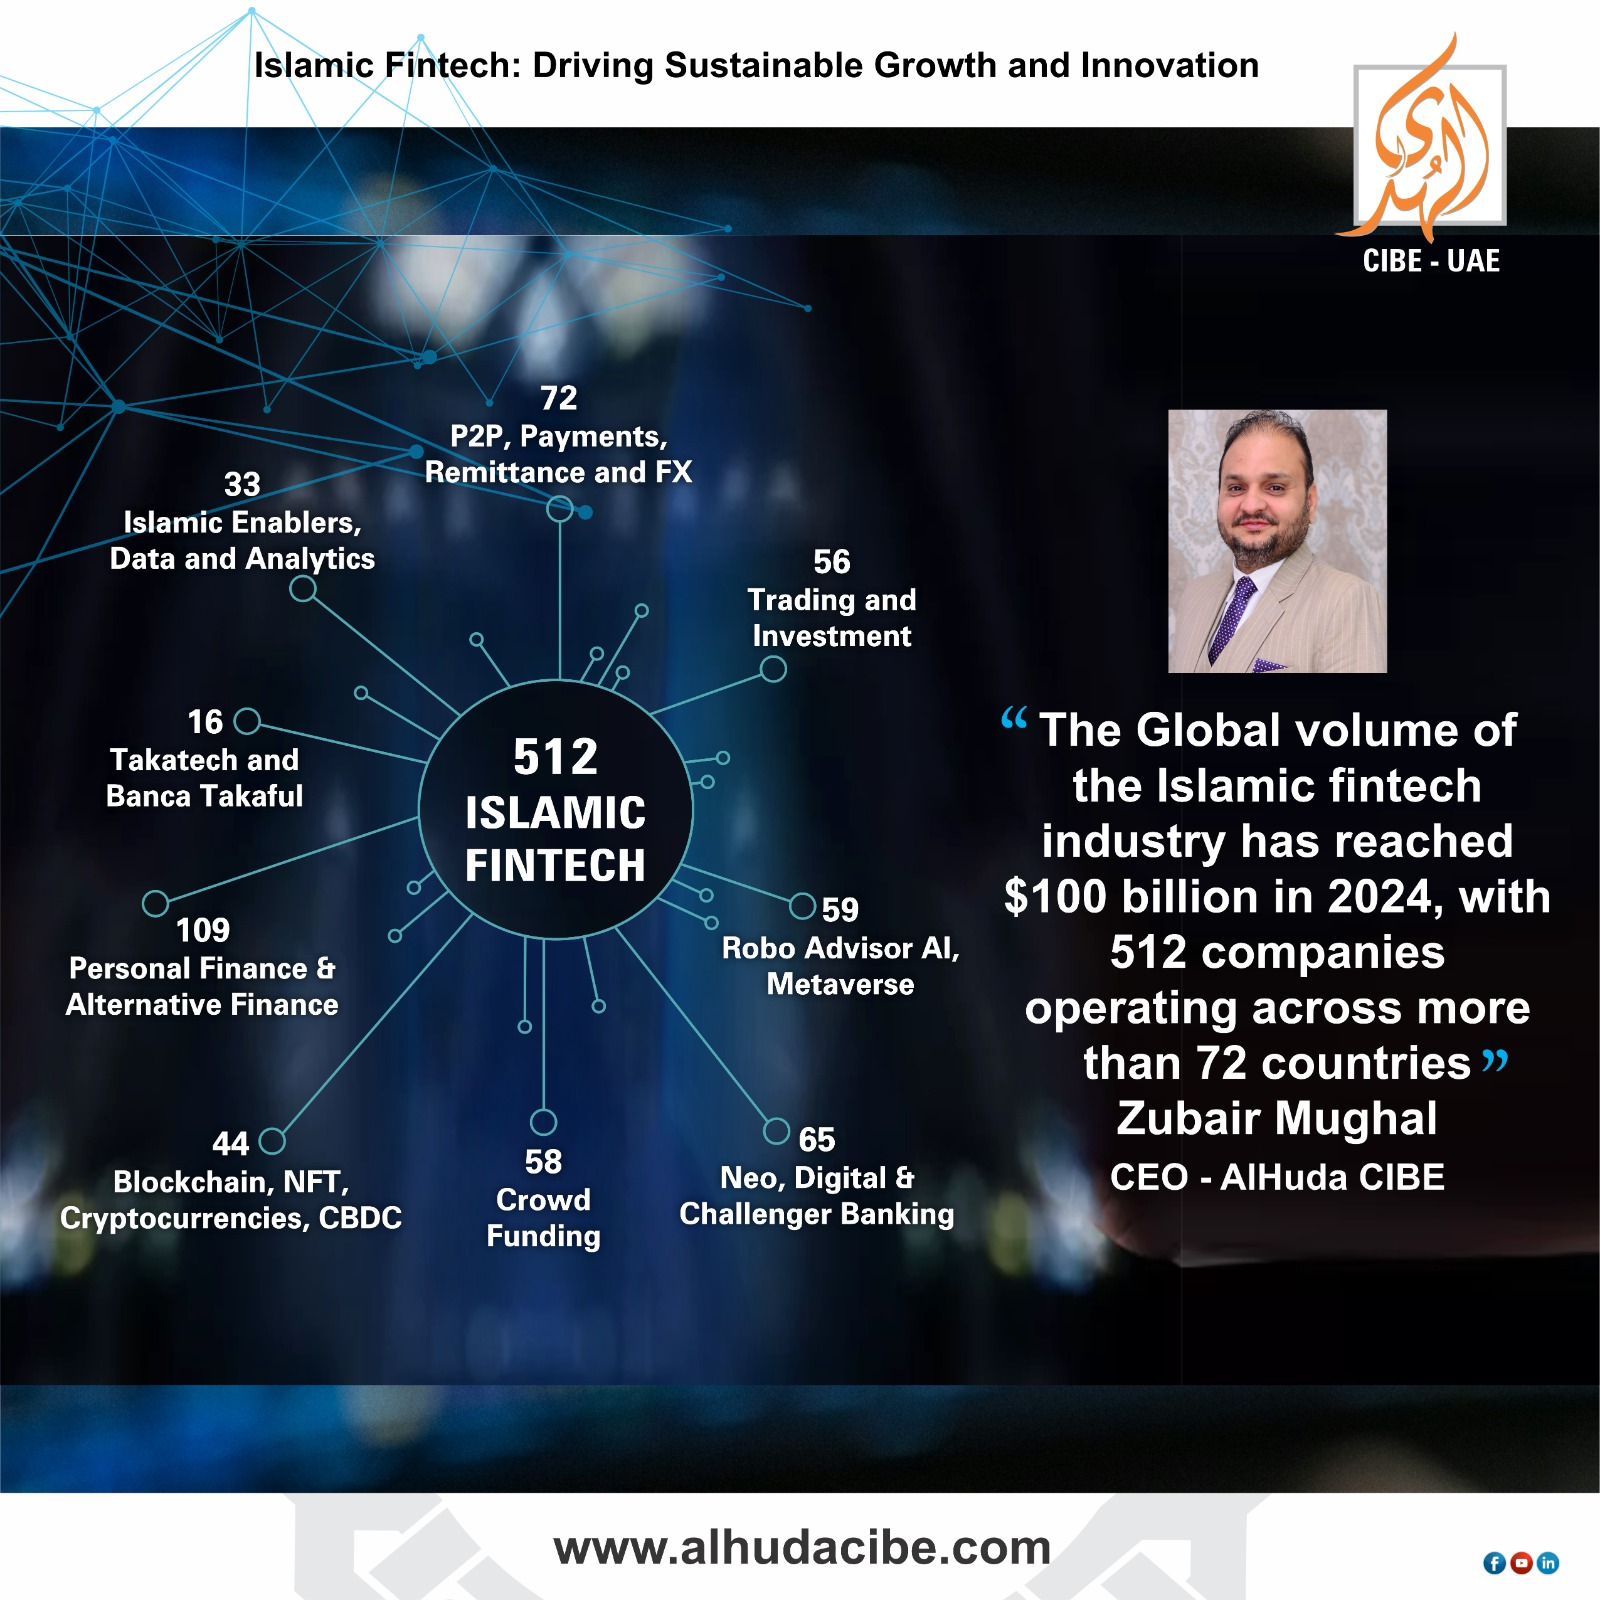 Islamic Fintech: Driving Sustainable Growth and Innovation
الهدى
CIBE - UAE
72
P2P, Payments,
Remittance and FX
33
Islamic Enablers,
Data and Analytics
56
Trading and
Investment
16
Takatech and
Banca Takaful
512
ISLAMIC
FINTECH
109
Personal Finance &
Alternative Finance
59
Robo Advisor AI,
Metaverse
44
Blockchain, NFT,
Cryptocurrencies, CBDC
58
Crowd
Funding
65
Neo, Digital &
Challenger Banking
“ The Global volume of
the Islamic fintech
industry has reached
$100 billion in 2024, with
512 companies
operating across more
than 72 countries ”
Zubair Mughal
CEO - AlHuda CIBE
www.alhudacibe.com
f
in